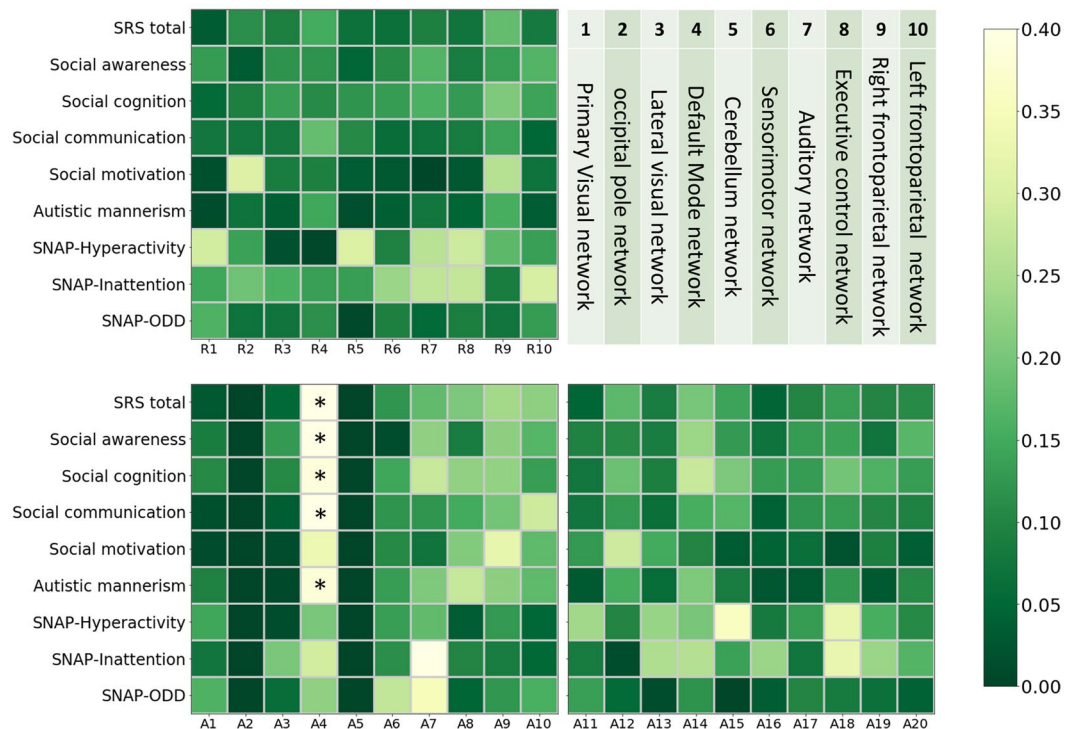 SRS total
Social awareness
Social cognition
Social communication
Social motivation
Autistic mannerism
SNAP-Hyperactivity
SNAP-Inattention
SNAP-ODD
R1 R2 R3 R4 R5 R6 R7 R8 R9 R10
1 2 3 4 5 6 7 8 9 10
Primary Visual network
occipital pole network
Lateral visual network
Default Mode network
Cerebellum network
Sensorimotor network
Auditory network
Executive control network
Right frontoparietal network
Left frontoparietal network
0.40
0.35
0.30
0.25
0.20
0.15
0.10
0.05
0.00
SRS total *
Social awareness *
Social cognition *
Social communication *
Social motivation
Autistic mannerism *
SNAP-Hyperactivity
SNAP-Inattention
SNAP-ODD
A1 A2 A3 A4 A5 A6 A7 A8 A9 A10
A11 A12 A13 A14 A15 A16 A17 A18 A19 A20